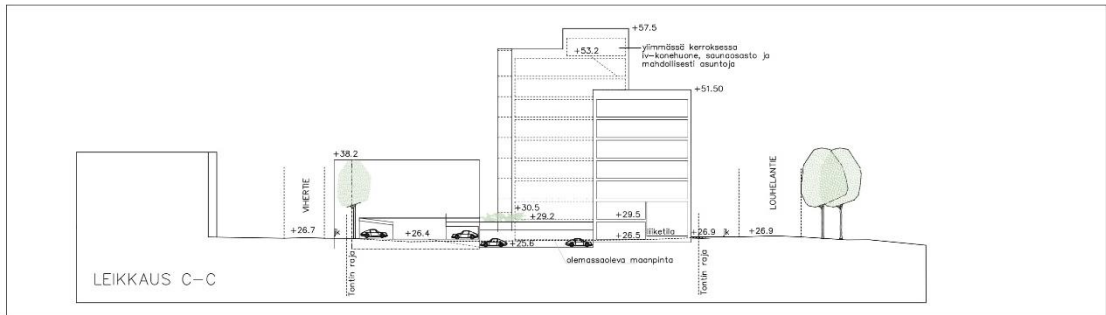 +57.5
ylimmässä kerroksessa
iv-konehuone, saunaosasto ja
mahdollisesti asuntoja
+53.2
+51.50
+38.2
VIHERTIE
LOUHELANTIE
+30.5
+29.2
+29.5
+26.7
jk
+26.4
+25.6
+26.5
liiketila
+26.9
jk
+26.9
olemassaoleva maanpinta
Tontin raja
Tontin raja
LEIKKAUS C-C